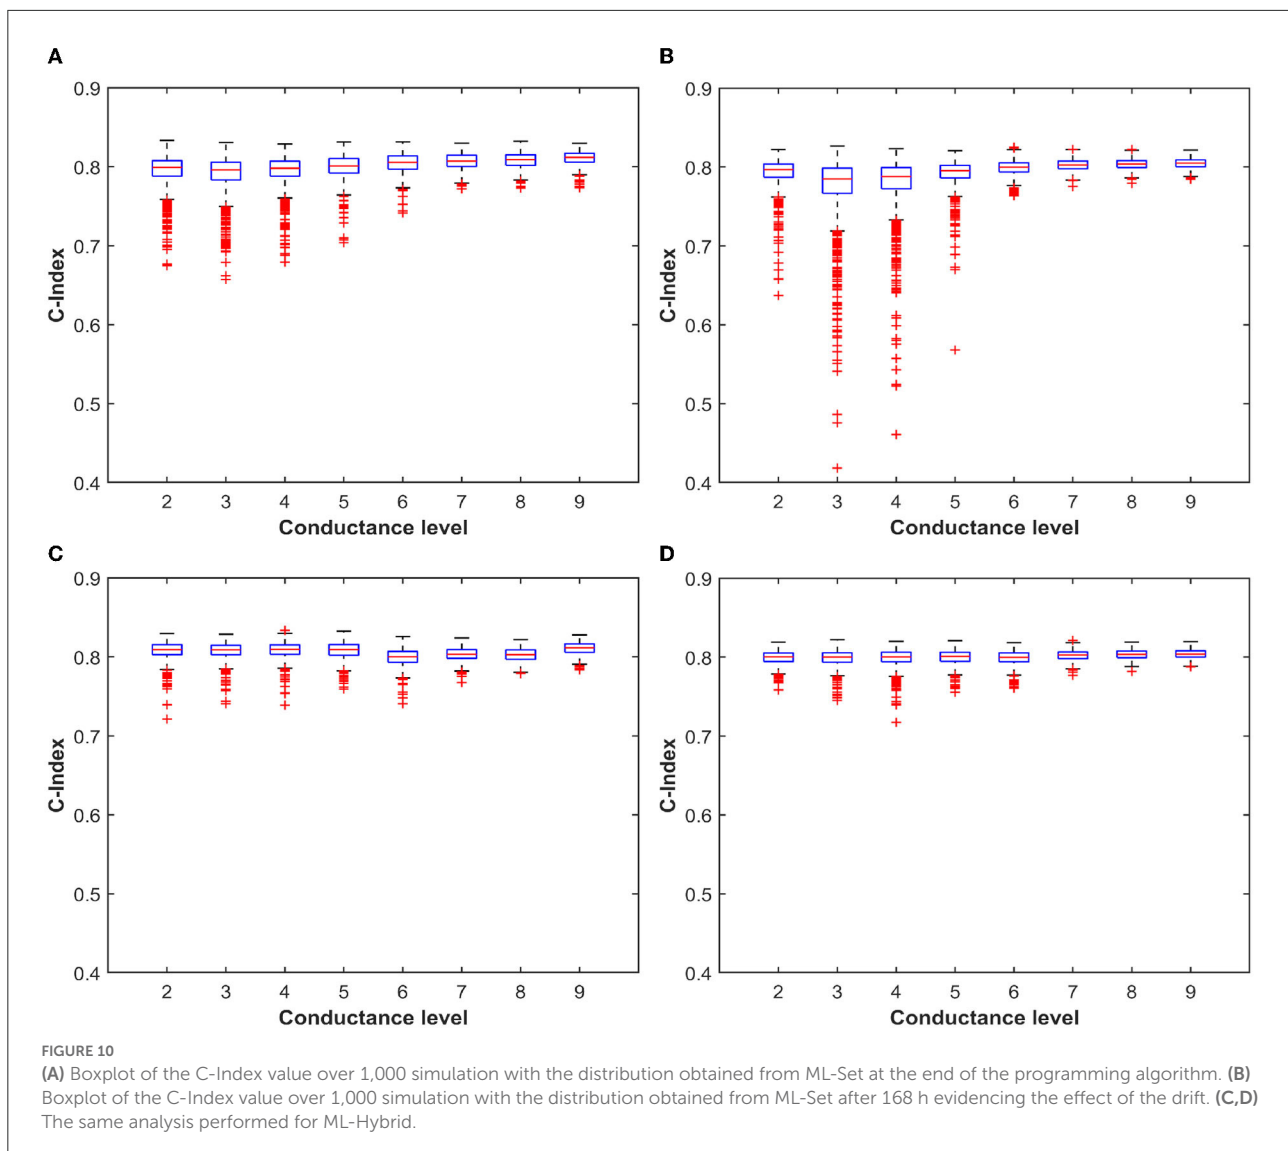 A
B
0.9
0.8
0.7
0.6
0.5
0.4
C-Index
2 3 4 5 6 7 8 9
Conductance level
0.9
0.8
0.7
0.6
0.5
0.4
C-Index
2 3 4 5 6 7 8 9
Conductance level
C
D
0.9
0.8
0.7
0.6
0.5
0.4
C-Index
2 3 4 5 6 7 8 9
Conductance level
0.9
0.8
0.7
0.6
0.5
0.4
C-Index
2 3 4 5 6 7 8 9
Conductance level
FIGURE 10
(A) Boxplot of the C-Index value over 1,000 simulation with the distribution obtained from ML-Set at the end of the programming algorithm. (B)
Boxplot of the C-Index value over 1,000 simulation with the distribution obtained from ML-Set after 168 h evidencing the effect of the drift. (C,D)
The same analysis performed for ML-Hybrid.